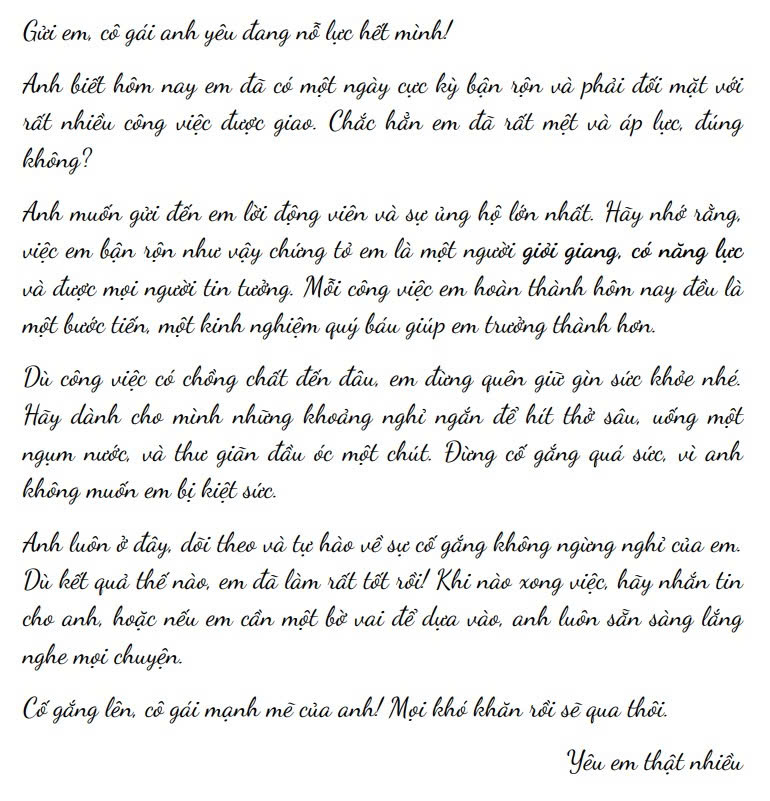 Gửi em, cô gái anh yêu đang nỗ lực hết mình!
Anh biết hôm nay em đã có một ngày cực kỳ bận rộn và phải đối mặt với
rất nhiều công việc được giao. Chắc hẳn em đã rất mệt và áp lực, đúng
không?
Anh muốn gửi đến em lời động viên và sự ủng hộ lớn nhất. Hãy nhớ rằng,
việc em bận rộn như vậy chứng tỏ em là một người giỏi giang, có năng lực
và được mọi người tin tưởng. Mỗi công việc em hoàn thành hôm nay đều là
một bước tiến, một kinh nghiệm quý báu giúp em trưởng thành hơn.
Dù công việc có chồng chất đến đâu, em đừng quên giữ gìn sức khỏe nhé.
Hãy dành cho mình những khoảng nghỉ ngắn để hít thở sâu, uống một
ngụm nước, và thư giãn đầu óc một chút. Đừng cố gắng quá sức, vì anh
không muốn em bị kiệt sức.
Anh luôn ở đây, dõi theo và tự hào về sự cố gắng không ngừng nghỉ của em.
Dù kết quả thế nào, em đã làm rất tốt rồi! Khi nào xong việc, hãy nhắn tin
cho anh, hoặc nếu em cần một bờ vai để dựa vào, anh luôn sẵn sàng lắng
nghe mọi chuyện.
Cố gắng lên, cô gái mạnh mẽ của anh! Mọi khó khăn rồi sẽ qua thôi.
Yêu em thật nhiều